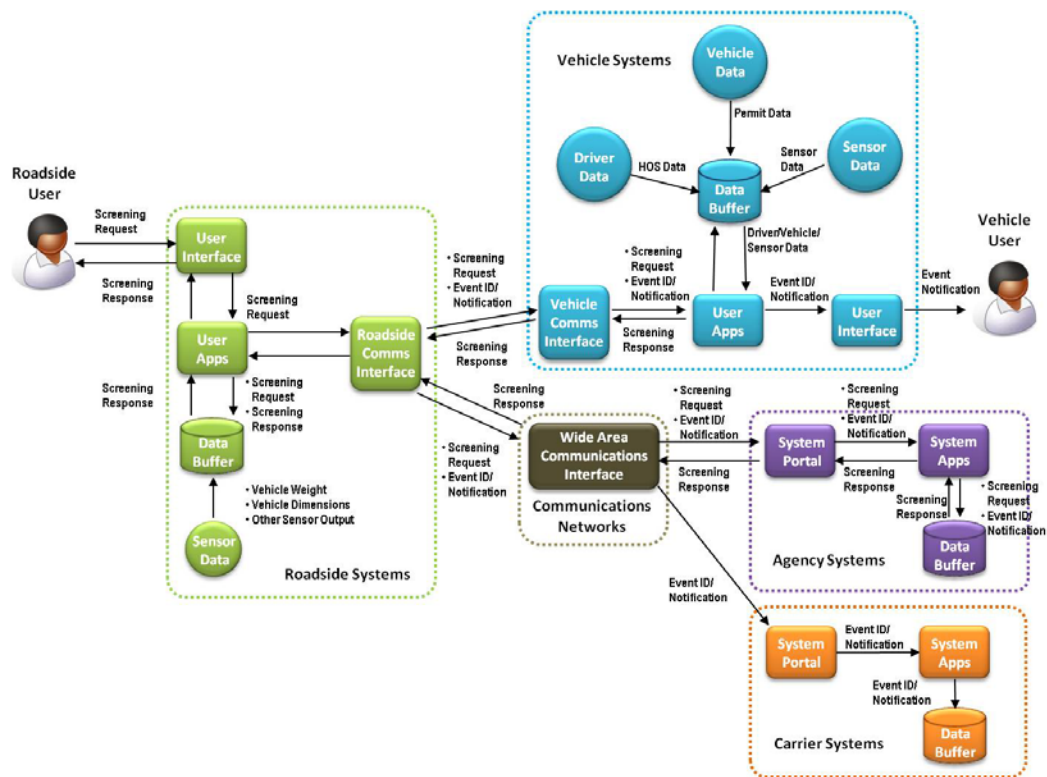 Roadside
User
Screening
Request
Screening
Response
User
Interface
Screening
Request
User
Apps
Screening
Response
• Screening
Request
• Screening
Response
Data
Buffer
• Vehicle Weight
• Vehicle Dimensions
• Other Sensor Output
Sensor
Data
Roadside Systems
Roadside
Comms
Interface
• Screening
Request
• Event ID/
Notification
Screening
Response
Vehicle Systems
Vehicle
Data
Permit Data
Driver
Data
HOS Data
Sensor
Data
Sensor
Data
Data
Buffer
Driver/Vehicle/
Sensor Data
• Screening
Request
• Event ID/
Notification
Vehicle
Comms
Interface
Screening
Response
User
Apps
Event ID/
Notification
User
Interface
Event
Notification
Vehicle
User
Screening
Response
• Screening
Request
• Event ID/
Notification
Wide Area
Communications
Interface
Communications
Networks
• Screening
Request
• Event ID/
Notification
Screening
Response
System
Portal
• Screening
Request
• Event ID/
Notification
Screening
Response
System
Apps
Screening
Response
• Screening
Request
• Event ID/
Notification
Data
Buffer
Agency Systems
Event ID/
Notification
System
Portal
Event ID/
Notification
System
Apps
Event ID/
Notification
Data
Buffer
Carrier Systems